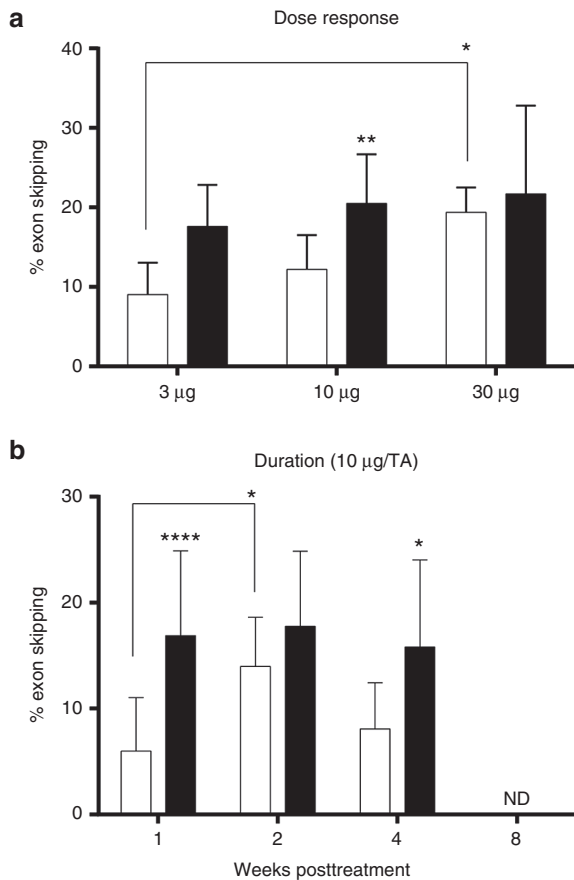 a
Dose response
% exon skipping
40
30
20
10
0
*
**
3 µg
10 µg
30 µg
b
Duration (10 µg/TA)
% exon skipping
30
20
10
0
*
****
*
ND
1
2
4
8
Weeks posttreatment